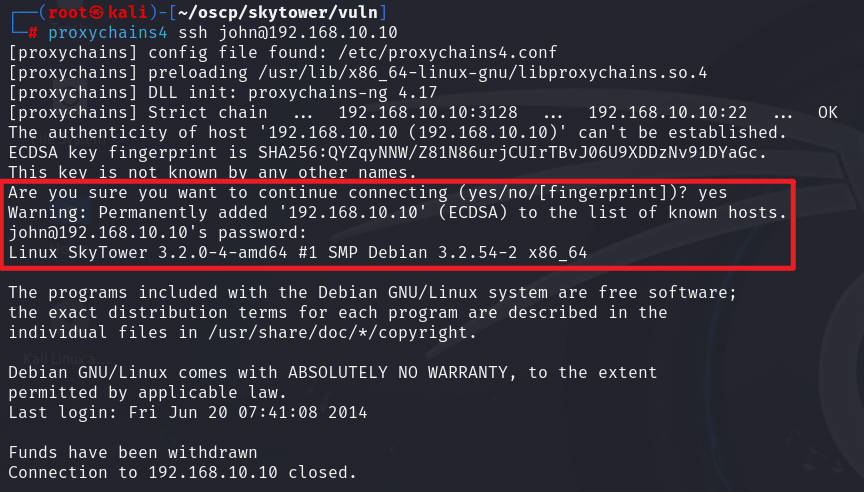 ┌──(root㉿kali)-[~/oscp/skytower/vuln]
└─# proxychains4 ssh john@192.168.10.10
[proxychains] config file found: /etc/proxychains4.conf
[proxychains] preloading /usr/lib/x86_64-linux-gnu/libproxychains.so.4
[proxychains] DLL init: proxychains-ng 4.17
[proxychains] Strict chain  ...  192.168.10.10:3128  ...  192.168.10.10:22  ...  OK
The authenticity of host '192.168.10.10 (192.168.10.10)' can't be established.
ECDSA key fingerprint is SHA256:QYZqyNNW/Z81N86urjCUIrTBvJ06U9XDDzNv91DYaGc.
This key is not known by any other names.
Are you sure you want to continue connecting (yes/no/[fingerprint])? yes
Warning: Permanently added '192.168.10.10' (ECDSA) to the list of known hosts.
john@192.168.10.10's password:
Linux SkyTower 3.2.0-4-amd64 #1 SMP Debian 3.2.54-2 x86_64
The programs included with the Debian GNU/Linux system are free software;
the exact distribution terms for each program are described in the
individual files in /usr/share/doc/*/copyright.
Debian GNU/Linux comes with ABSOLUTELY NO WARRANTY, to the extent
permitted by applicable law.
Last login: Fri Jun 20 07:41:08 2014
Funds have been withdrawn
Connection to 192.168.10.10 closed.